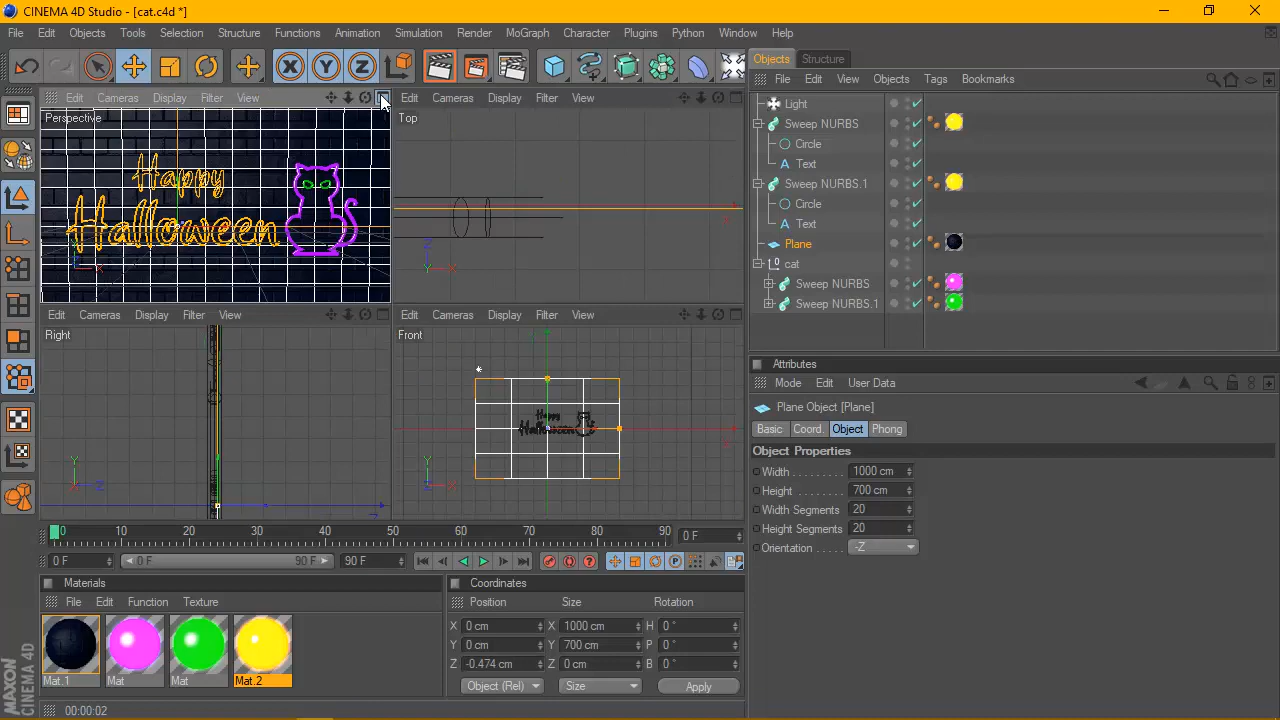 CINEMA 4D Studio - [cat.c4d *]
File Edit Objects Tools Selection Structure Functions Animation Simulation Render MoGraph Character Plugins Python Window Help
X Y Z
Objects Structure
File Edit View Objects Tags Bookmarks
Edit Cameras Display Filter View
Perspective
Happy
Halloween
Edit Cameras Display Filter View
Top
Edit Cameras Display Filter View
Right
Edit Cameras Display Filter View
Front
Happy
Halloween
Light
Sweep NURBS
Circle
Text
Sweep NURBS.1
Circle
Text
Plane
cat
Sweep NURBS
Sweep NURBS.1
Attributes
Mode Edit User Data
Plane Object [Plane]
Basic Coord. Object Phong
Object Properties
Width 1000 cm
Height 700 cm
Width Segments 20
Height Segments 20
Orientation -Z
0 10 20 30 40 50 60 70 80 90 0 F
0 F 0 F 90 F 90 F
Materials
File Edit Function Texture
Mat.1 Mat Mat Mat.2
Coordinates
Position Size Rotation
X 0 cm X 1000 cm H 0 °
Y 0 cm Y 700 cm P 0 °
Z -0.474 cm Z 0 cm B 0 °
Object (Rel) Size Apply
MAXON
CINEMA 4D
00:00:02